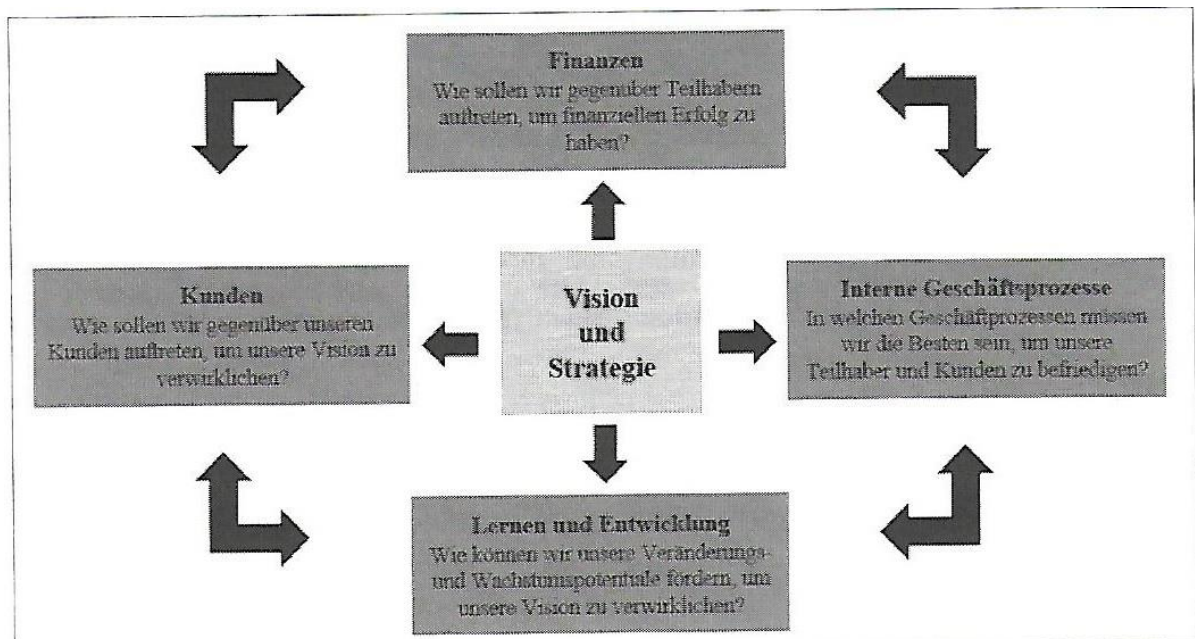 Finanzen
Wie sollen wir gegenüber Teilhabern
auftreten, um finanziellen Erfolg zu
haben?
Kunden
Wie sollen wir gegenüber unseren
Kunden auftreten, um unsere Vision zu
verwirklichen?
Vision
und
Strategie
Interne Geschäftsprozesse
In welchen Geschäftprozessen müssen
wir die Besten sein, um unsere
Teilhaber und Kunden zu befriedigen?
Lernen und Entwicklung
Wie können wir unsere Veränderungs-
und Wachstumspotentiale fördern, um
unsere Vision zu verwirklichen?